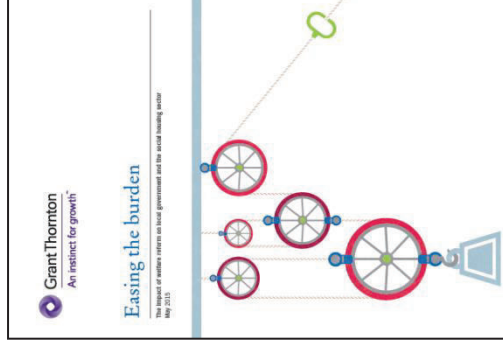 Grant Thornton
An instinct for growth™
Easing the burden
The impact of welfare reform on local government and the social housing sector
May 2015